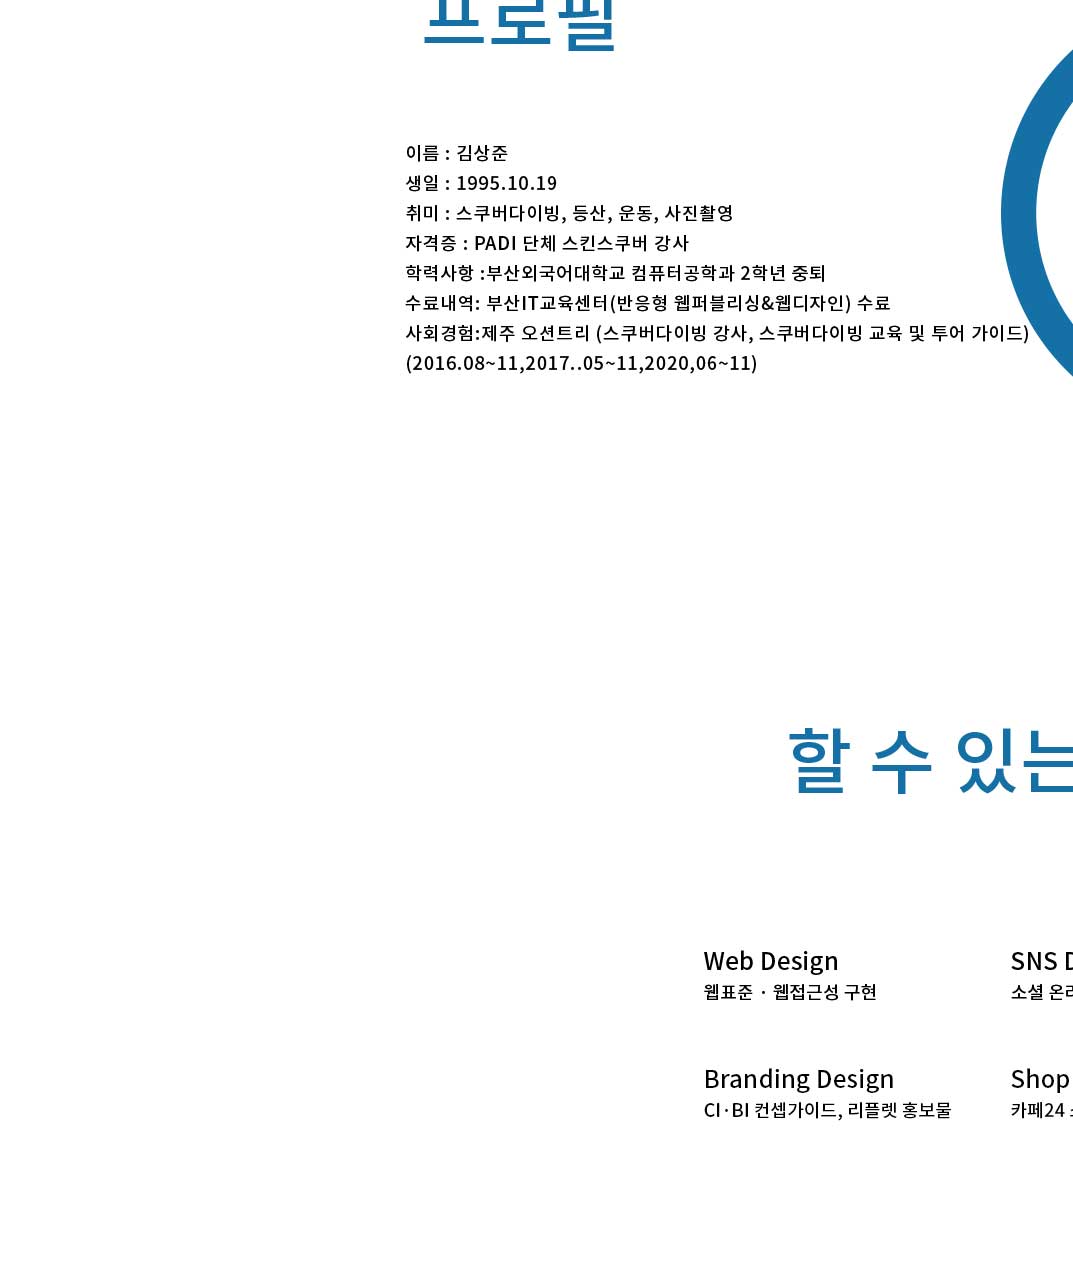 프로필
이름 : 김상준
생일 : 1995.10.19
취미 : 스쿠버다이빙, 등산, 운동, 사진촬영
자격증 : PADI 단체 스킨스쿠버 강사
학력사항 :부산외국어대학교 컴퓨터공학과 2학년 중퇴
수료내역: 부산IT교육센터(반응형 웹퍼블리싱&웹디자인) 수료
사회경험:제주 오션트리 (스쿠버다이빙 강사, 스쿠버다이빙 교육 및 투어 가이드)
(2016.08~11,2017..05~11,2020,06~11)
할 수 있는
Web Design
웹표준 · 웹접근성 구현
SNS
소셜
Branding Design
CI·BI 컨셉가이드, 리플렛 홍보물
Shop
카페24